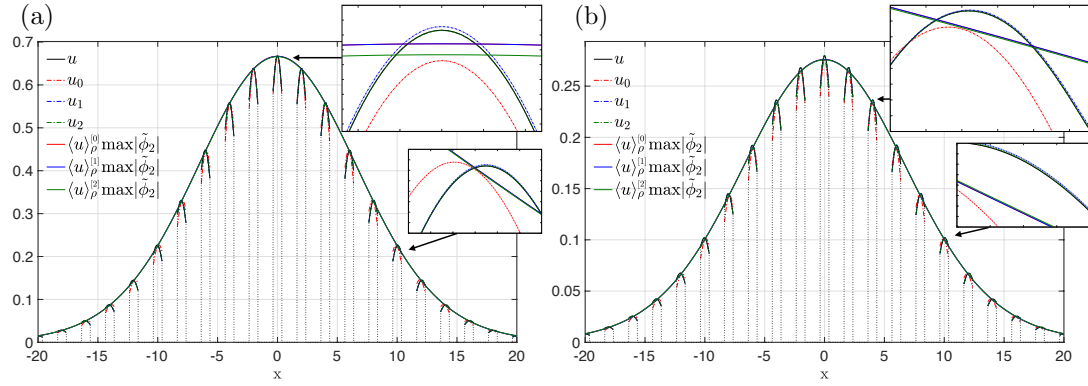 (a)
0.7
0.6
0.5
0.4
0.3
0.2
0.1
0
u
u₀
u₁
u₂
⟨u⟩ρ^[0] max|ϕ̃₂|
⟨u⟩ρ^[1] max|ϕ̃₂|
⟨u⟩ρ^[2] max|ϕ̃₂|
-20 -15 -10 -5 0 5 10 15 20
x
(b)
0.25
0.2
0.15
0.1
0.05
0
u
u₀
u₁
u₂
⟨u⟩ρ^[0] max|ϕ̃₂|
⟨u⟩ρ^[1] max|ϕ̃₂|
⟨u⟩ρ^[2] max|ϕ̃₂|
-20 -15 -10 -5 0 5 10 15 20
x